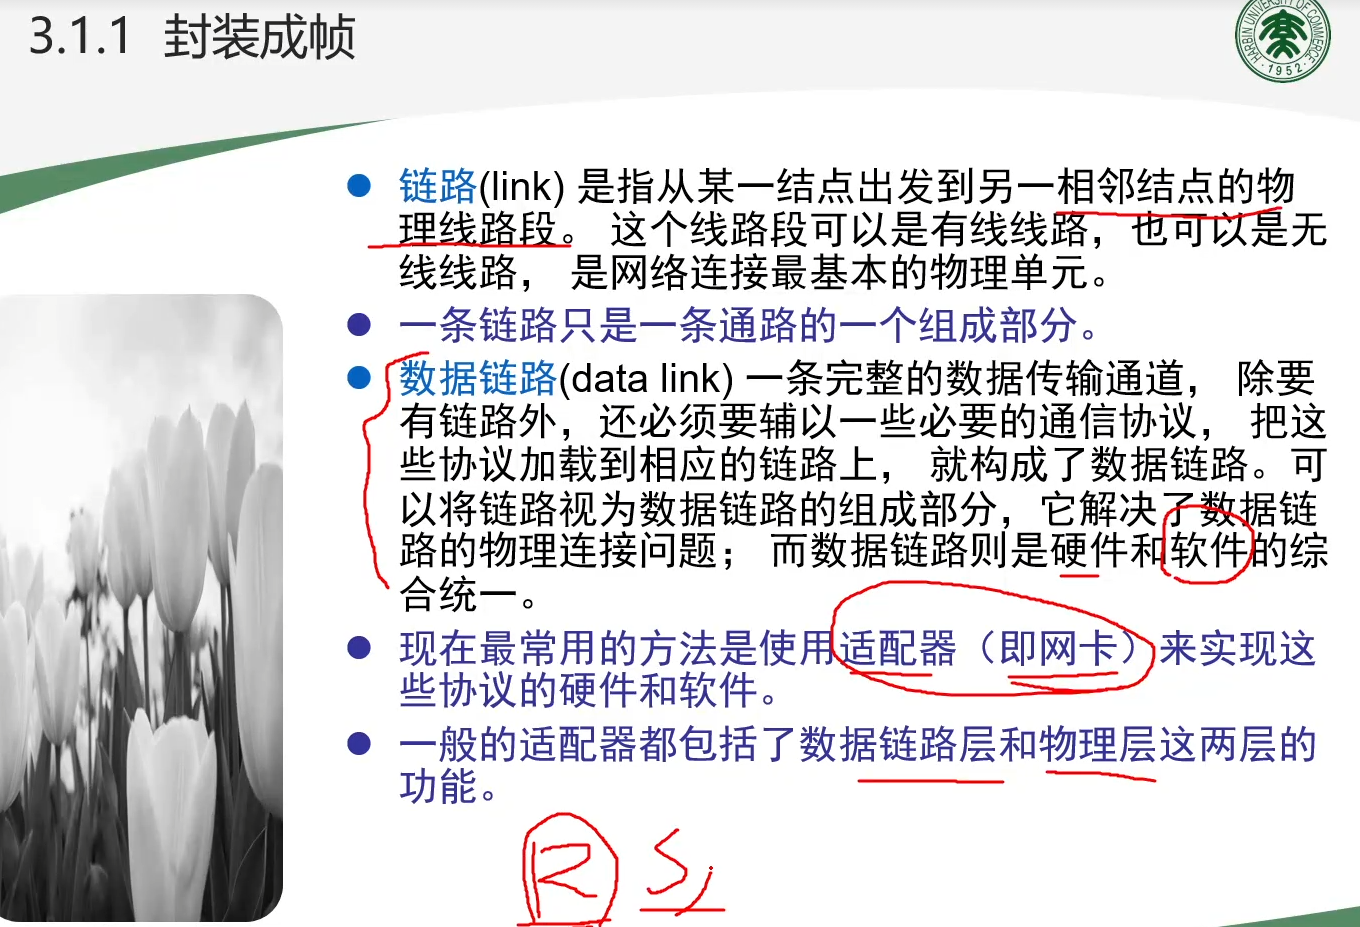 3.1.1 封装成帧
HARBIN UNIVERSITY OF COMMERCE
·1952·
链路(link) 是指从某一结点出发到另一相邻结点的物
理线路段。 这个线路段可以是有线线路，也可以是无
线线路， 是网络连接最基本的物理单元。
一条链路只是一条通路的一个组成部分。
数据链路(data link) 一条完整的数据传输通道， 除要
有链路外，还必须要辅以一些必要的通信协议， 把这
些协议加载到相应的链路上， 就构成了数据链路。可
以将链路视为数据链路的组成部分，它解决了数据链
路的物理连接问题； 而数据链路则是硬件和软件的综
合统一。
现在最常用的方法是使用适配器（即网卡）来实现这
些协议的硬件和软件。
一般的适配器都包括了数据链路层和物理层这两层的
功能。
R S